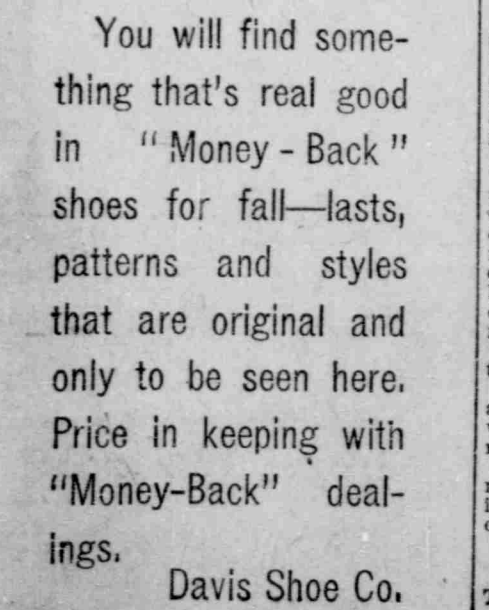 You will find some-
thing that's real good
in "Money-Back"
shoes for fall—lasts,
patterns and styles
that are original and
only to be seen here.
Price in keeping with
"Money-Back" deal-
ings.
Davis Shoe Co.